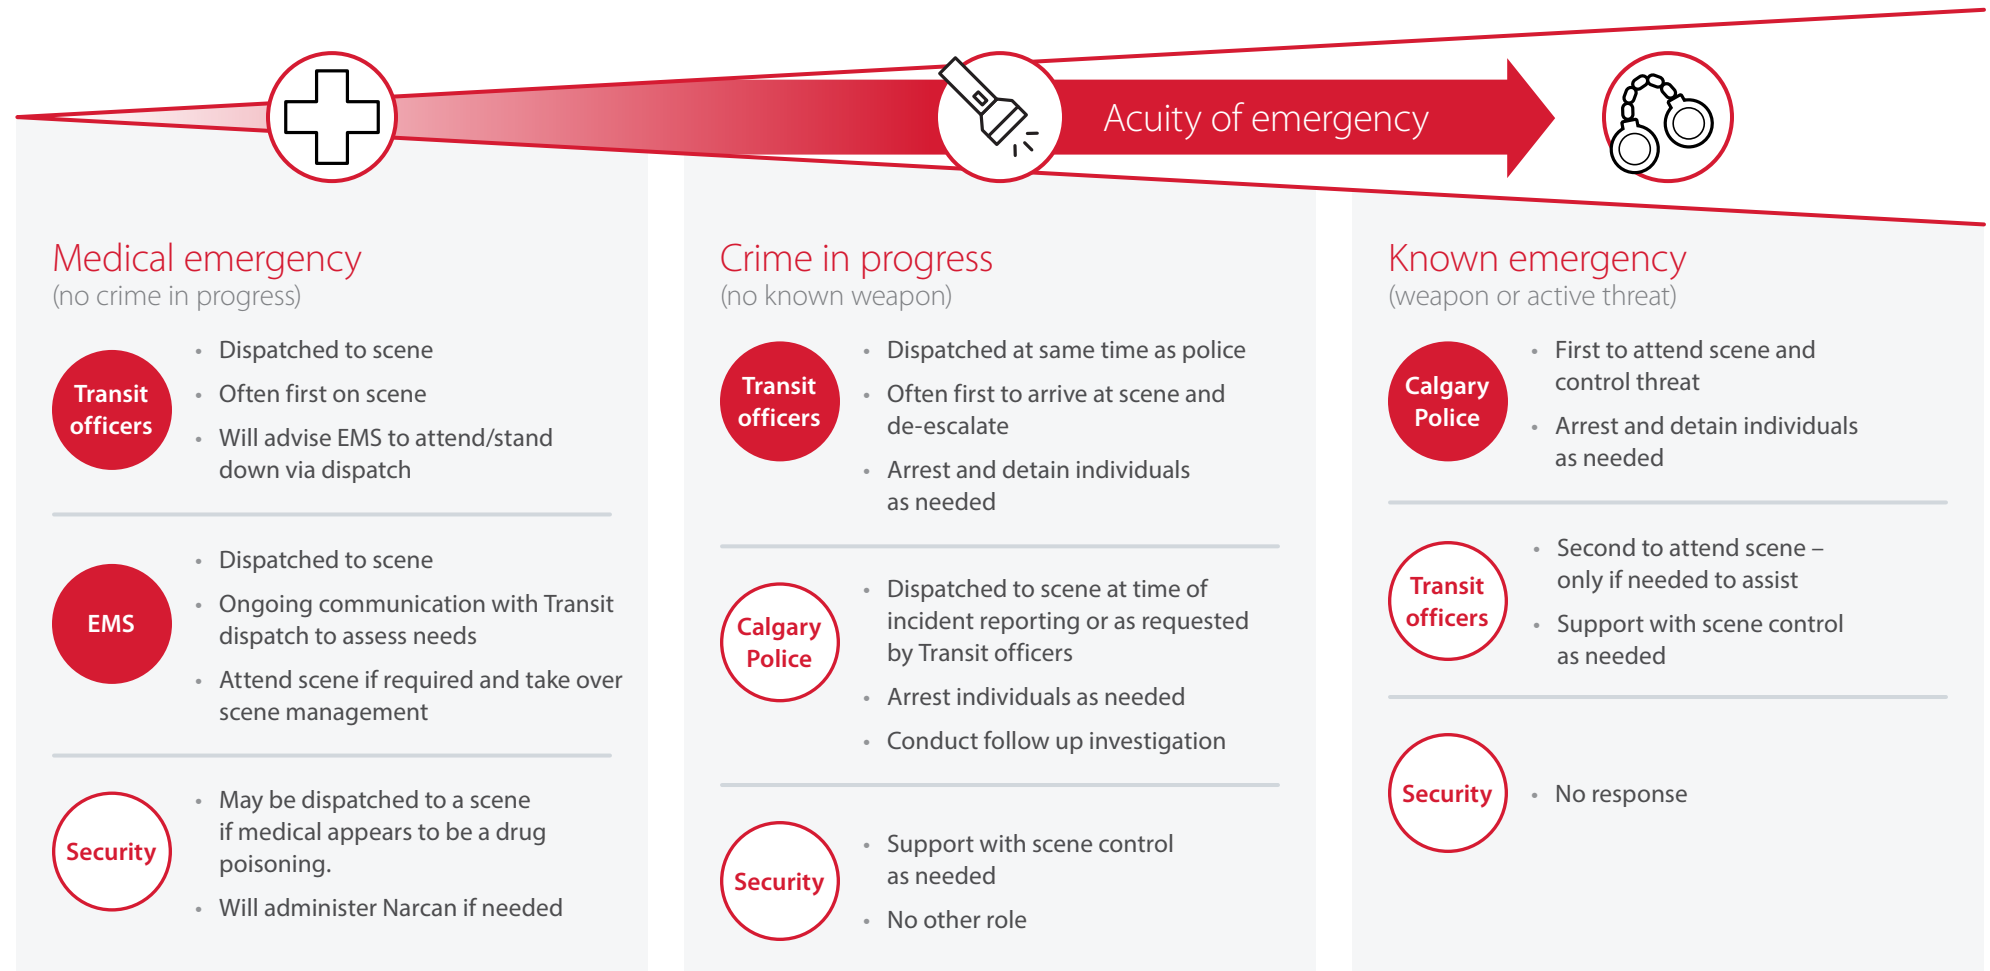 Acuity of emergency
Medical emergency
(no crime in progress)
Transit
officers
• Dispatched to scene
• Often first on scene
• Will advise EMS to attend/stand
down via dispatch
EMS
• Dispatched to scene
• Ongoing communication with Transit
dispatch to assess needs
• Attend scene if required and take over
scene management
Security
• May be dispatched to a scene
if medical appears to be a drug
poisoning.
• Will administer Narcan if needed
Crime in progress
(no known weapon)
Transit
officers
• Dispatched at same time as police
• Often first to arrive at scene and
de-escalate
• Arrest and detain individuals
as needed
Calgary
Police
• Dispatched to scene at time of
incident reporting or as requested
by Transit officers
• Arrest individuals as needed
• Conduct follow up investigation
Security
• Support with scene control
as needed
• No other role
Known emergency
(weapon or active threat)
Calgary
Police
• First to attend scene and
control threat
• Arrest and detain individuals
as needed
Transit
officers
• Second to attend scene –
only if needed to assist
• Support with scene control
as needed
Security
• No response